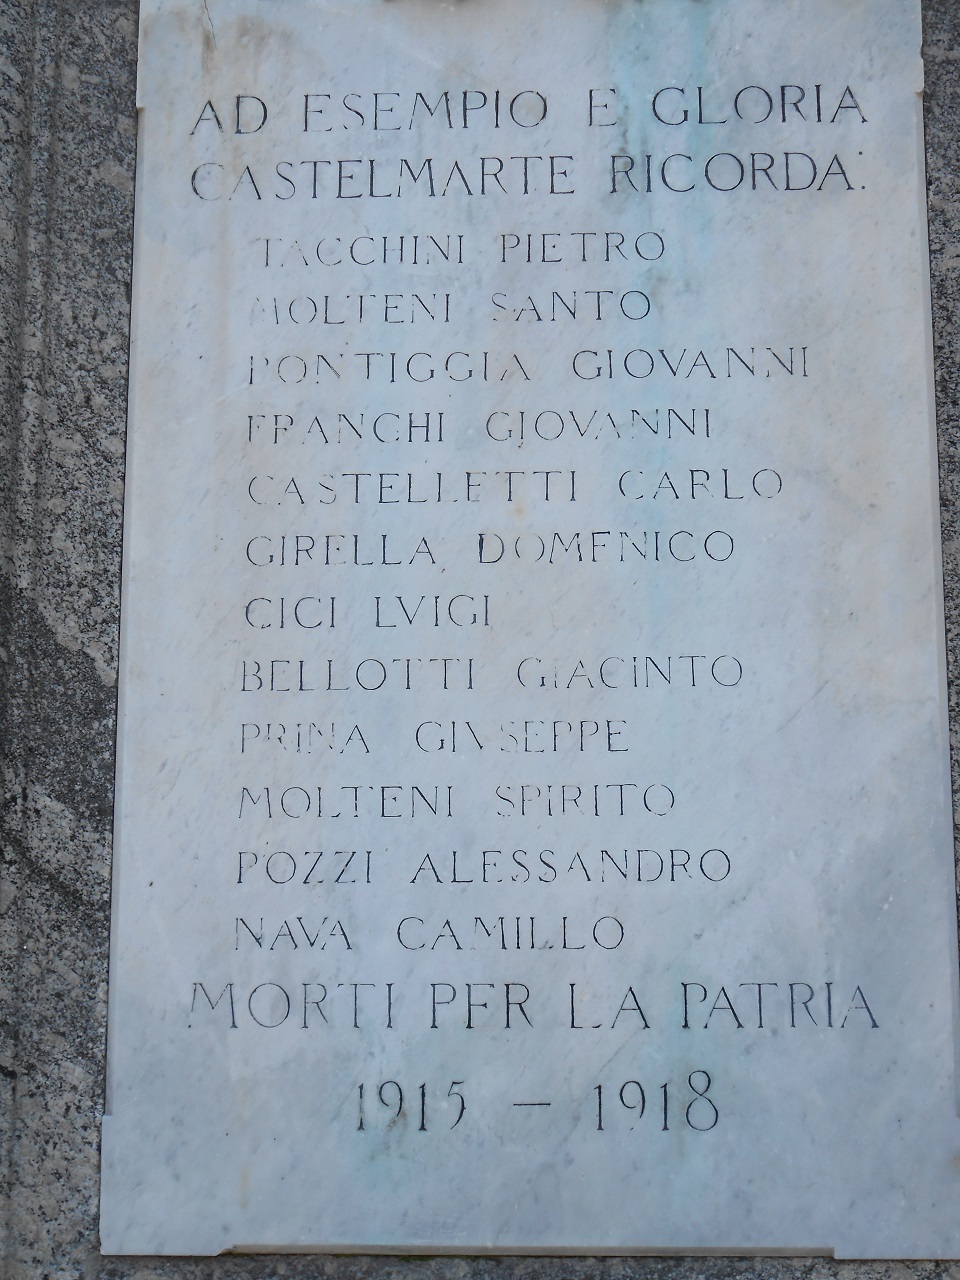 AD ESEMPIO E GLORIA
CASTELMARTE RICORDA:
TACCHINI PIETRO
MOLTENI SANTO
PONTIGGIA GIOVANNI
FRANCHI GIOVANNI
CASTELLETTI CARLO
GIRELLA DOMENICO
CICI LVIGI
BELLOTTI GIACINTO
PRINA GIVSEPPE
MOLTENI SPIRITO
POZZI ALESSANDRO
NAVA CAMILLO
MORTI PER LA PATRIA
1915 — 1918